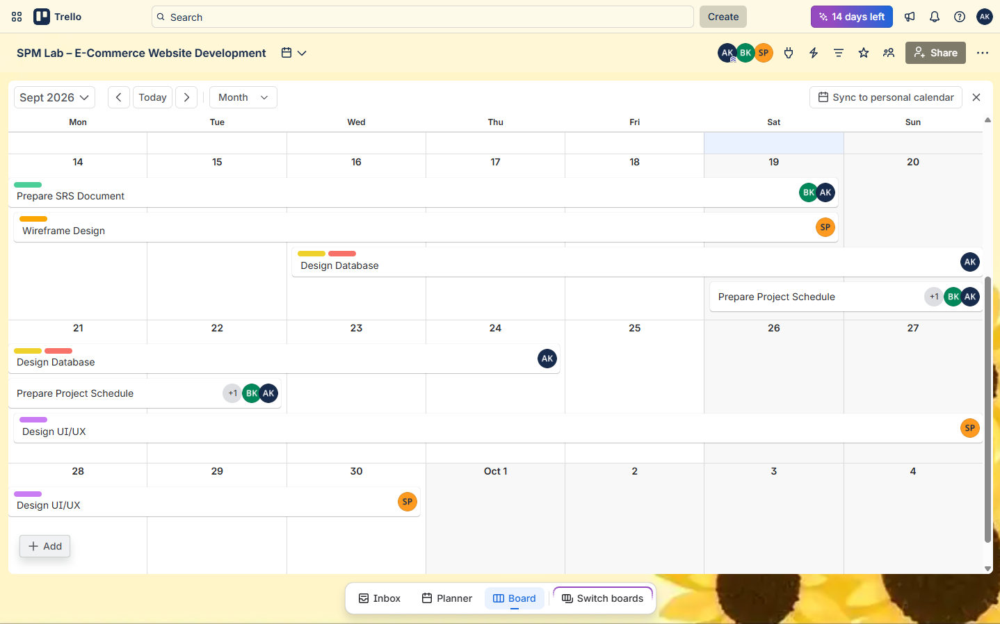 Trello
Search
Create
14 days left
AK
SPM Lab – E-Commerce Website Development
AK BK SP
Share
Sept 2026
Today
Month
Sync to personal calendar
Mon Tue Wed Thu Fri Sat Sun
14 15 16 17 18 19 20
Prepare SRS Document BK AK
Wireframe Design SP
Design Database AK
Prepare Project Schedule +1 BK AK
21 22 23 24 25 26 27
Design Database AK
Prepare Project Schedule +1 BK AK
Design UI/UX SP
28 29 30 Oct 1 2 3 4
Design UI/UX SP
Add
Inbox Planner Board Switch boards